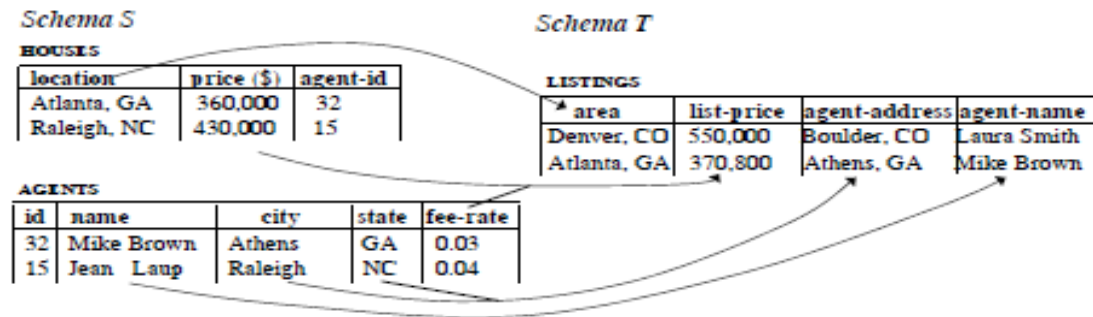 Schema S
HOUSES
location price ($) agent-id
Atlanta, GA 360,000 32
Raleigh, NC 430,000 15
AGENTS
id name city state fee-rate
32 Mike Brown Athens GA 0.03
15 Jean Laup Raleigh NC 0.04
Schema T
LISTINGS
area list-price agent-address agent-name
Denver, CO 550,000 Boulder, CO Laura Smith
Atlanta, GA 370,800 Athens, GA Mike Brown